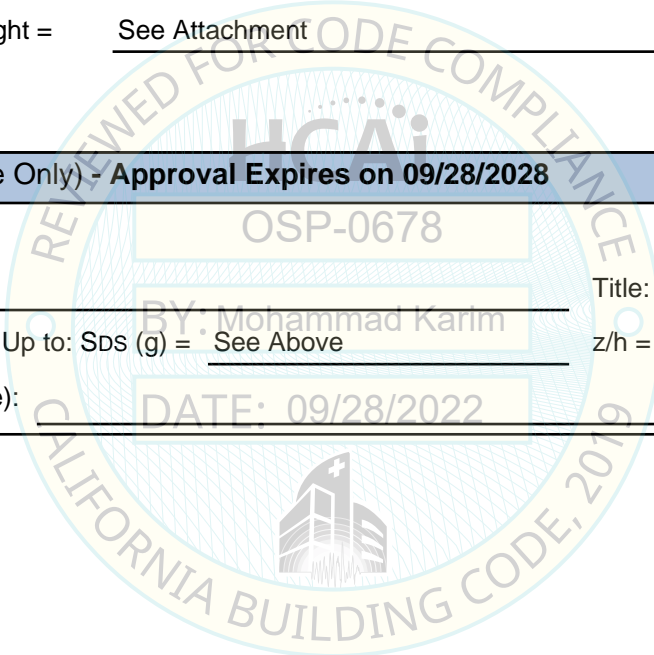 ght = See Attachment
REVIEWED FOR CODE COMPLIANCE
HCAi
e Only) - Approval Expires on 09/28/2028
OSP-0678
Title:
BY: Mohammad Karim
Up to: SDS (g) = See Above z/h =
e):
DATE: 09/28/2022
CALIFORNIA BUILDING CODE, 2019